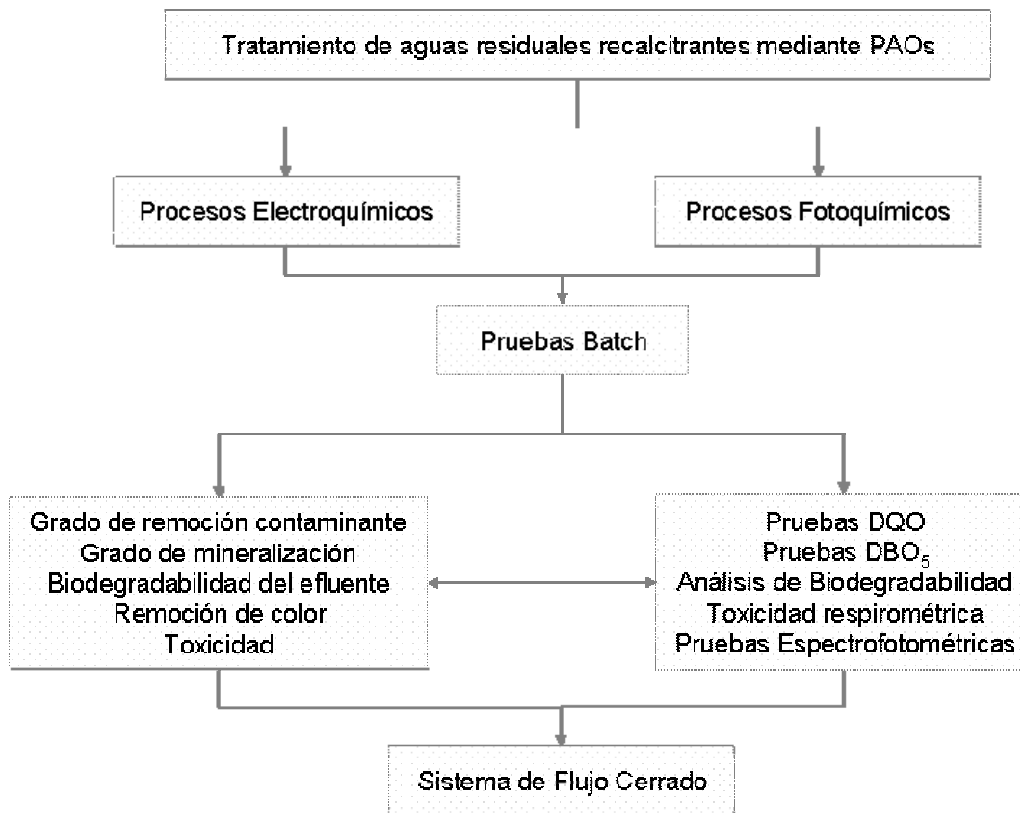 Tratamiento de aguas residuales recalcitrantes mediante PAOs
Procesos Electroquímicos
Procesos Fotoquímicos
Pruebas Batch
Grado de remoción contaminante
Grado de mineralización
Biodegradabilidad del efluente
Remoción de color
Toxicidad
Pruebas DQO
Pruebas DBO₅
Análisis de Biodegradabilidad
Toxicidad respirométrica
Pruebas Espectrofotométricas
Sistema de Flujo Cerrado